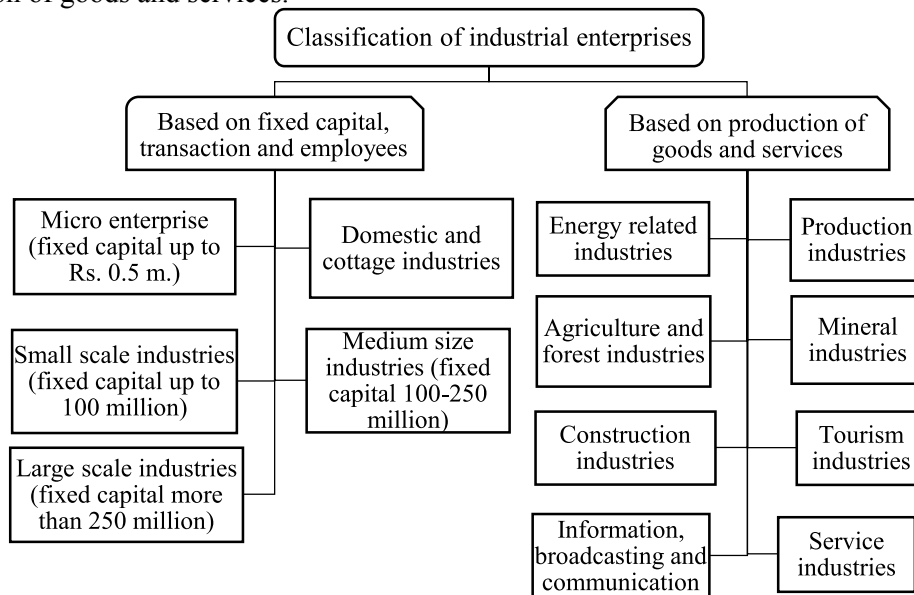 on of goods and services.
Classification of industrial enterprises
Based on fixed capital,
transaction and employees
Based on production of
goods and services
Micro enterprise
(fixed capital up to
Rs. 0.5 m.)
Domestic and
cottage industries
Small scale industries
(fixed capital up to
100 million)
Medium size
industries (fixed
capital 100-250
million)
Large scale industries
(fixed capital more
than 250 million)
Energy related
industries
Production
industries
Agriculture and
forest industries
Mineral
industries
Construction
industries
Tourism
industries
Information,
broadcasting and
communication
Service
industries